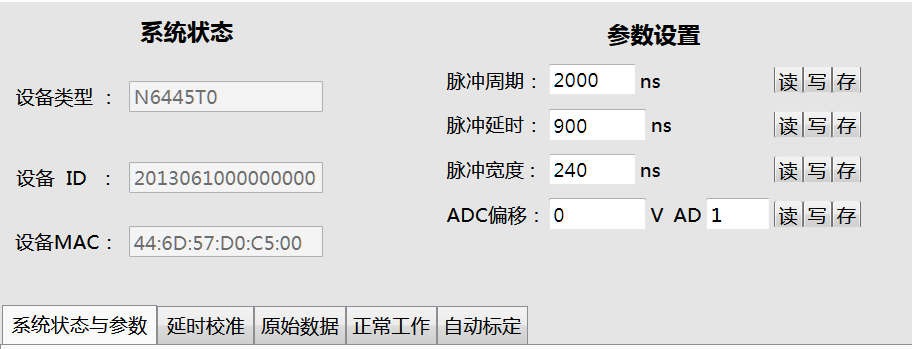 系统状态
设备类型 ： N6445T0
设备 ID ： 2013061000000000
设备MAC： 44:6D:57:D0:C5:00
参数设置
脉冲周期： 2000 ns 读 写 存
脉冲延时： 900 ns 读 写 存
脉冲宽度： 240 ns 读 写 存
ADC偏移： 0 V AD 1 读 写 存
系统状态与参数 延时校准 原始数据 正常工作 自动标定